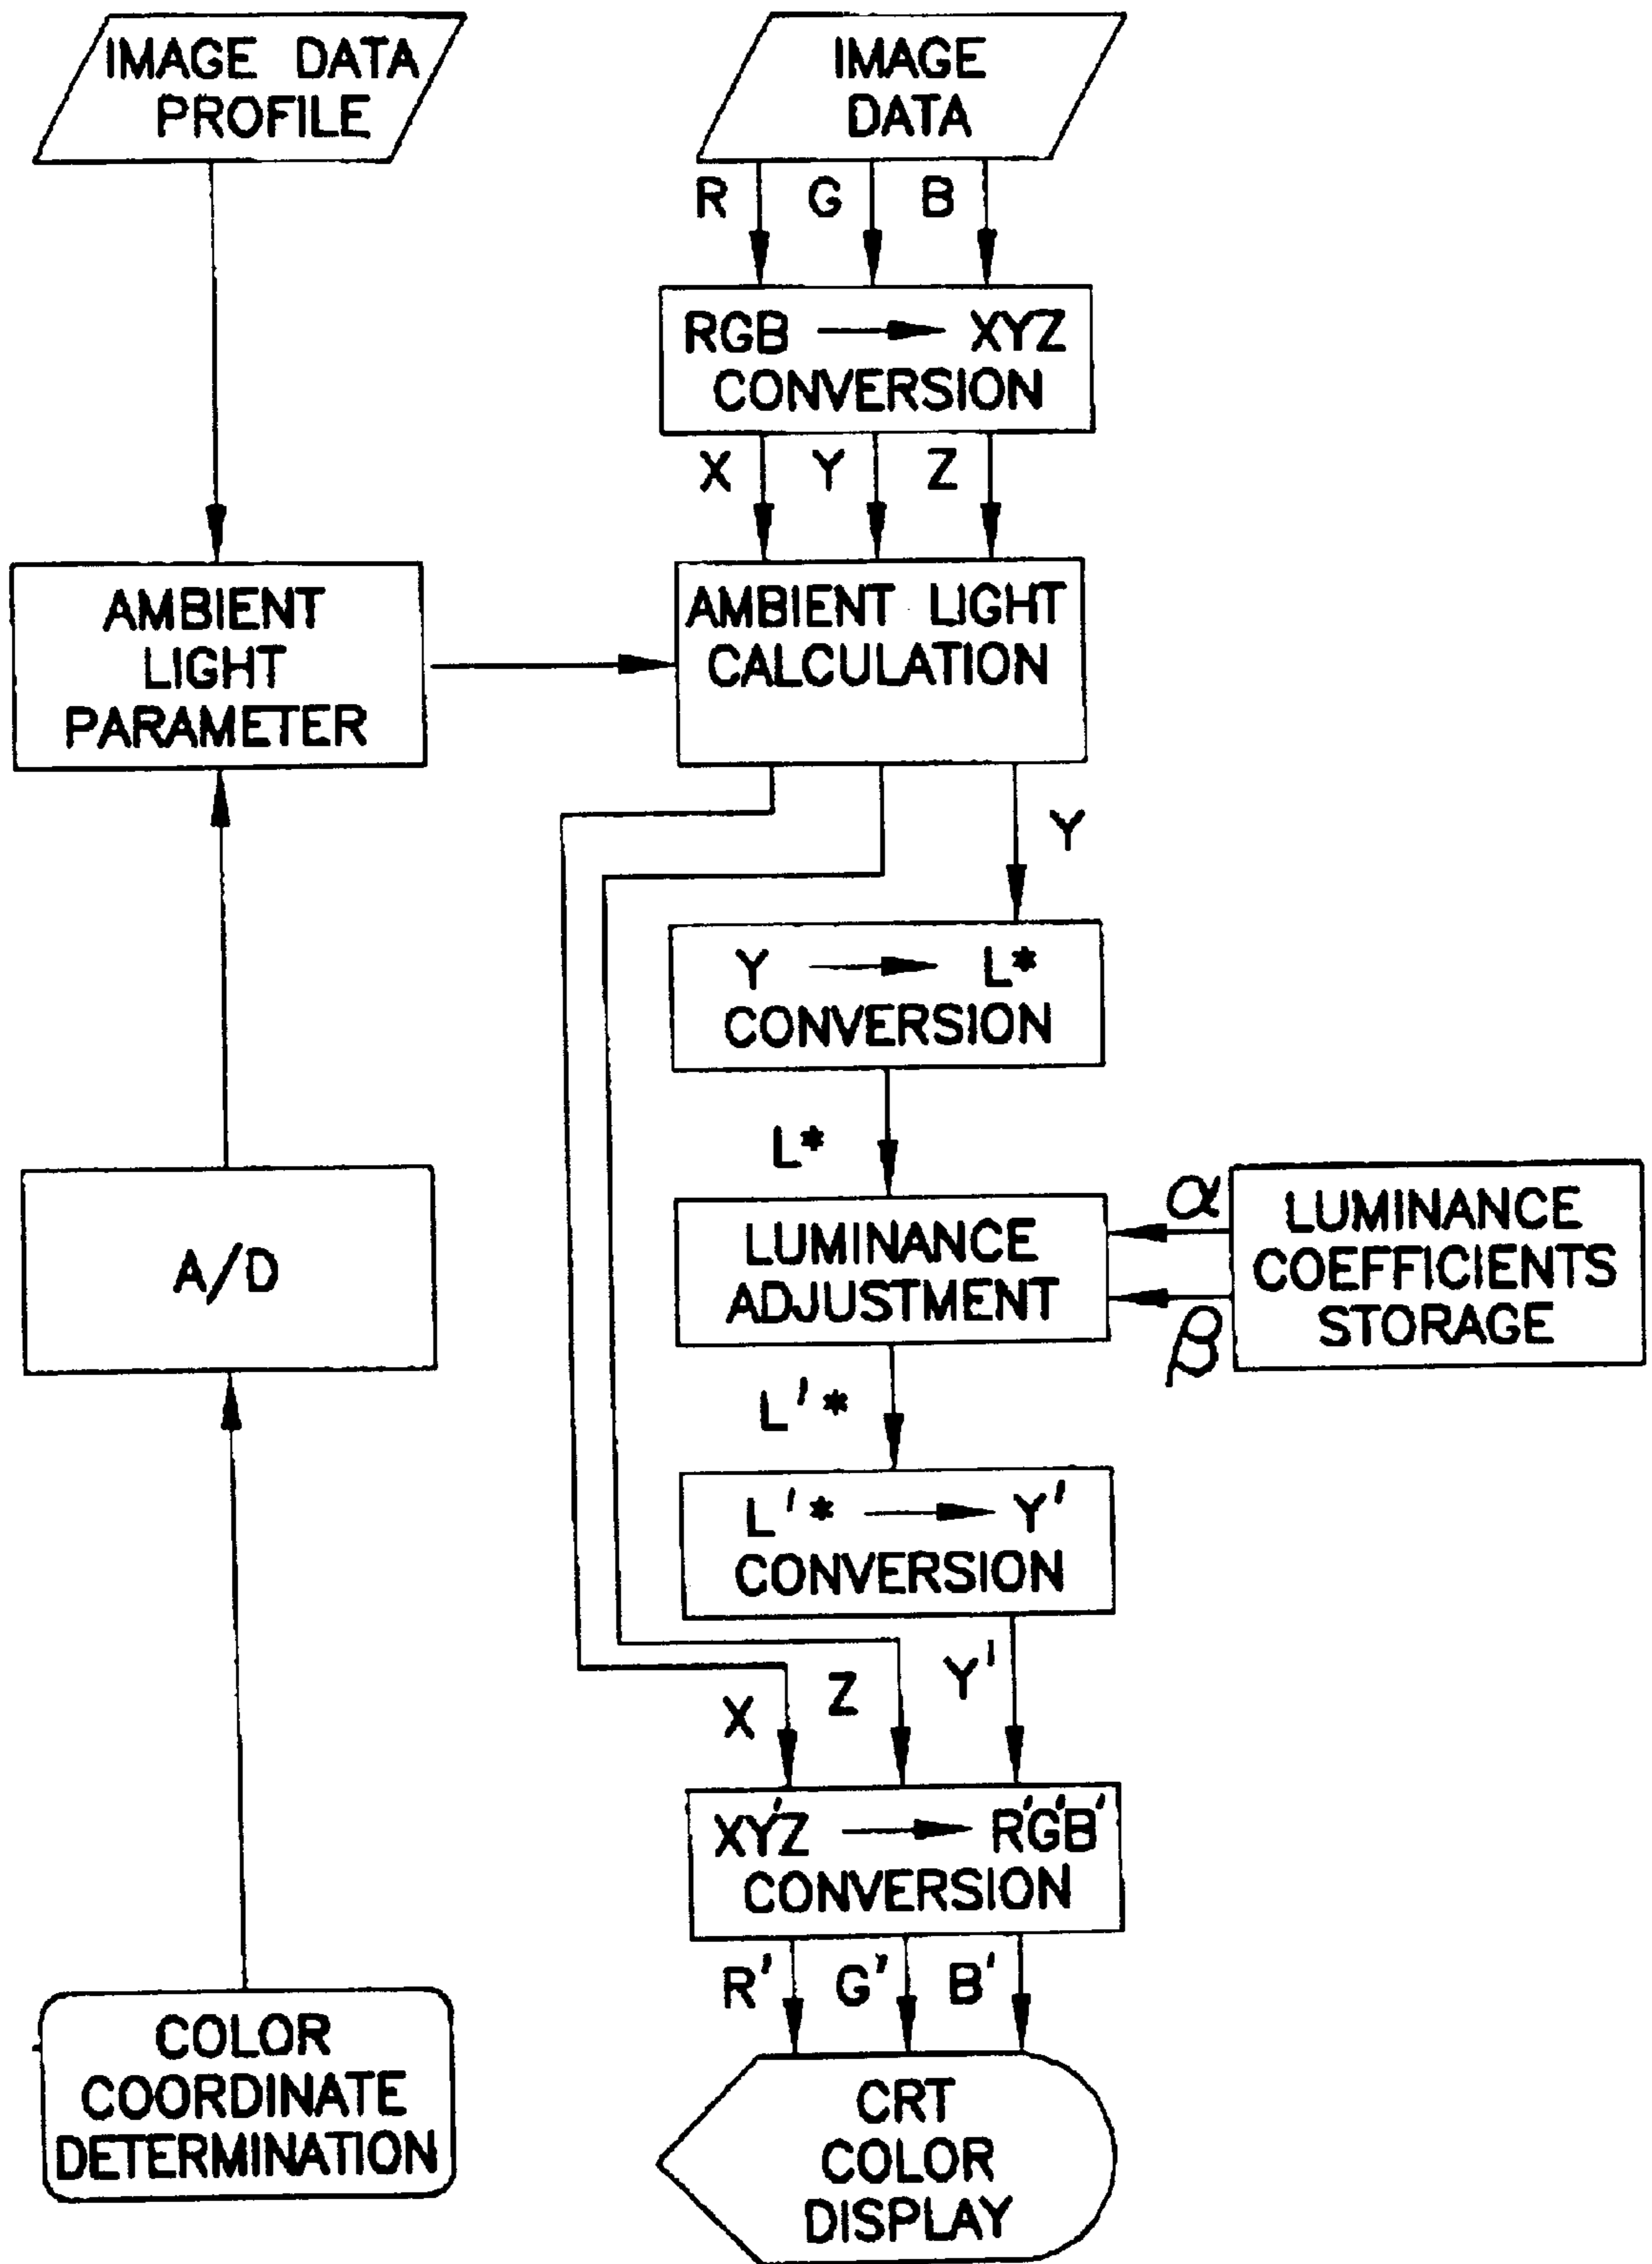 IMAGE DATA
PROFILE
IMAGE
DATA
R G B
RGB → XYZ
CONVERSION
X Y Z
AMBIENT
LIGHT
PARAMETER
AMBIENT LIGHT
CALCULATION
Y
Y → L*
CONVERSION
L*
A/D
LUMINANCE
ADJUSTMENT
α
β
LUMINANCE
COEFFICIENTS
STORAGE
L'*
L'* → Y'
CONVERSION
X Z Y'
XY'Z → R'G'B'
CONVERSION
R' G' B'
COLOR
COORDINATE
DETERMINATION
CRT
COLOR
DISPLAY